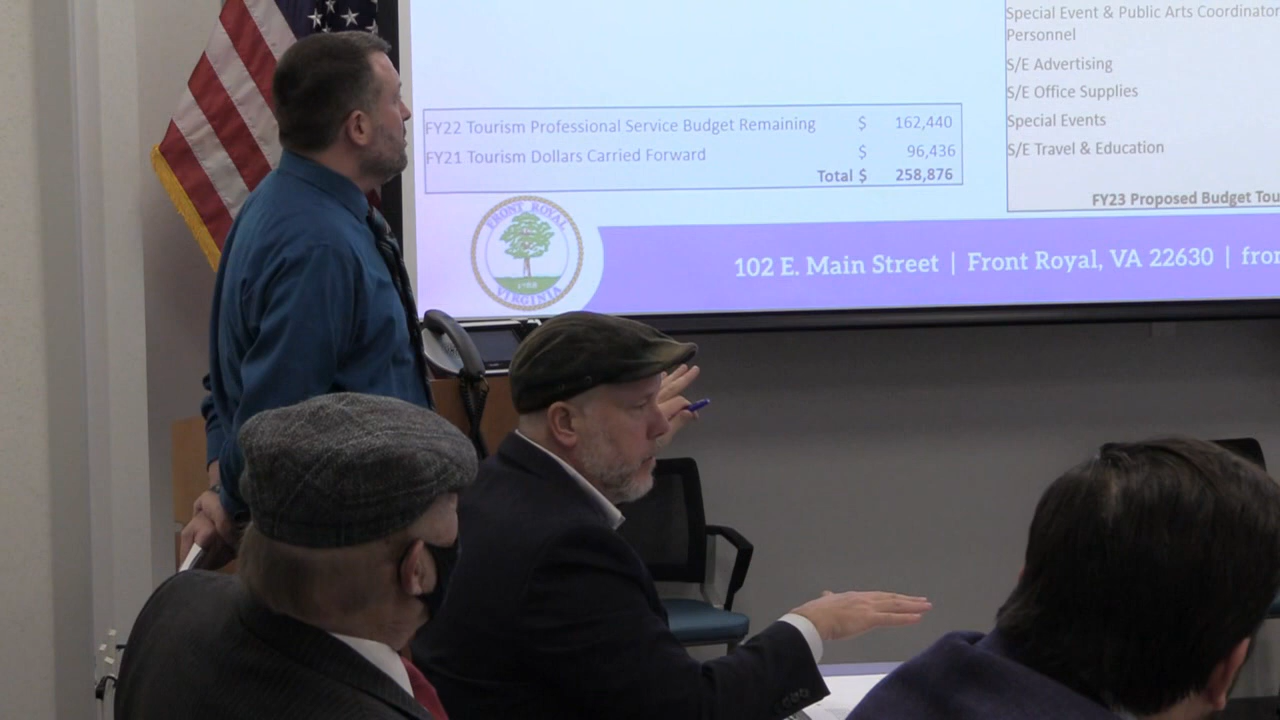 Special Event & Public Arts Coordinator
Personnel
S/E Advertising
S/E Office Supplies
Special Events
S/E Travel & Education
FY23 Proposed Budget Tou
FY22 Tourism Professional Service Budget Remaining $ 162,440
FY21 Tourism Dollars Carried Forward $ 96,436
Total $ 258,876
FRONT ROYAL
VIRGINIA
102 E. Main Street | Front Royal, VA 22630 | fron